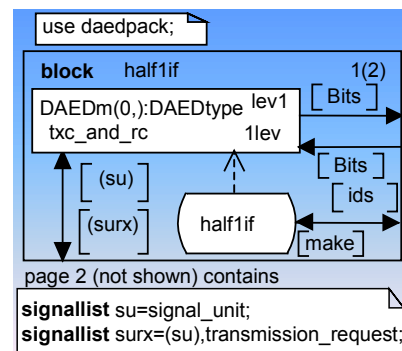 use daedpack;
block half1if 1(2)
DAEDm(0,):DAEDtype lev1
txc_and_rc 1lev
[Bits]
[Bits]
[(su)]
[ids]
[(surx)]
half1if
[make]
page 2 (not shown) contains
signallist su=signal_unit;
signallist surx=(su),transmission_request;